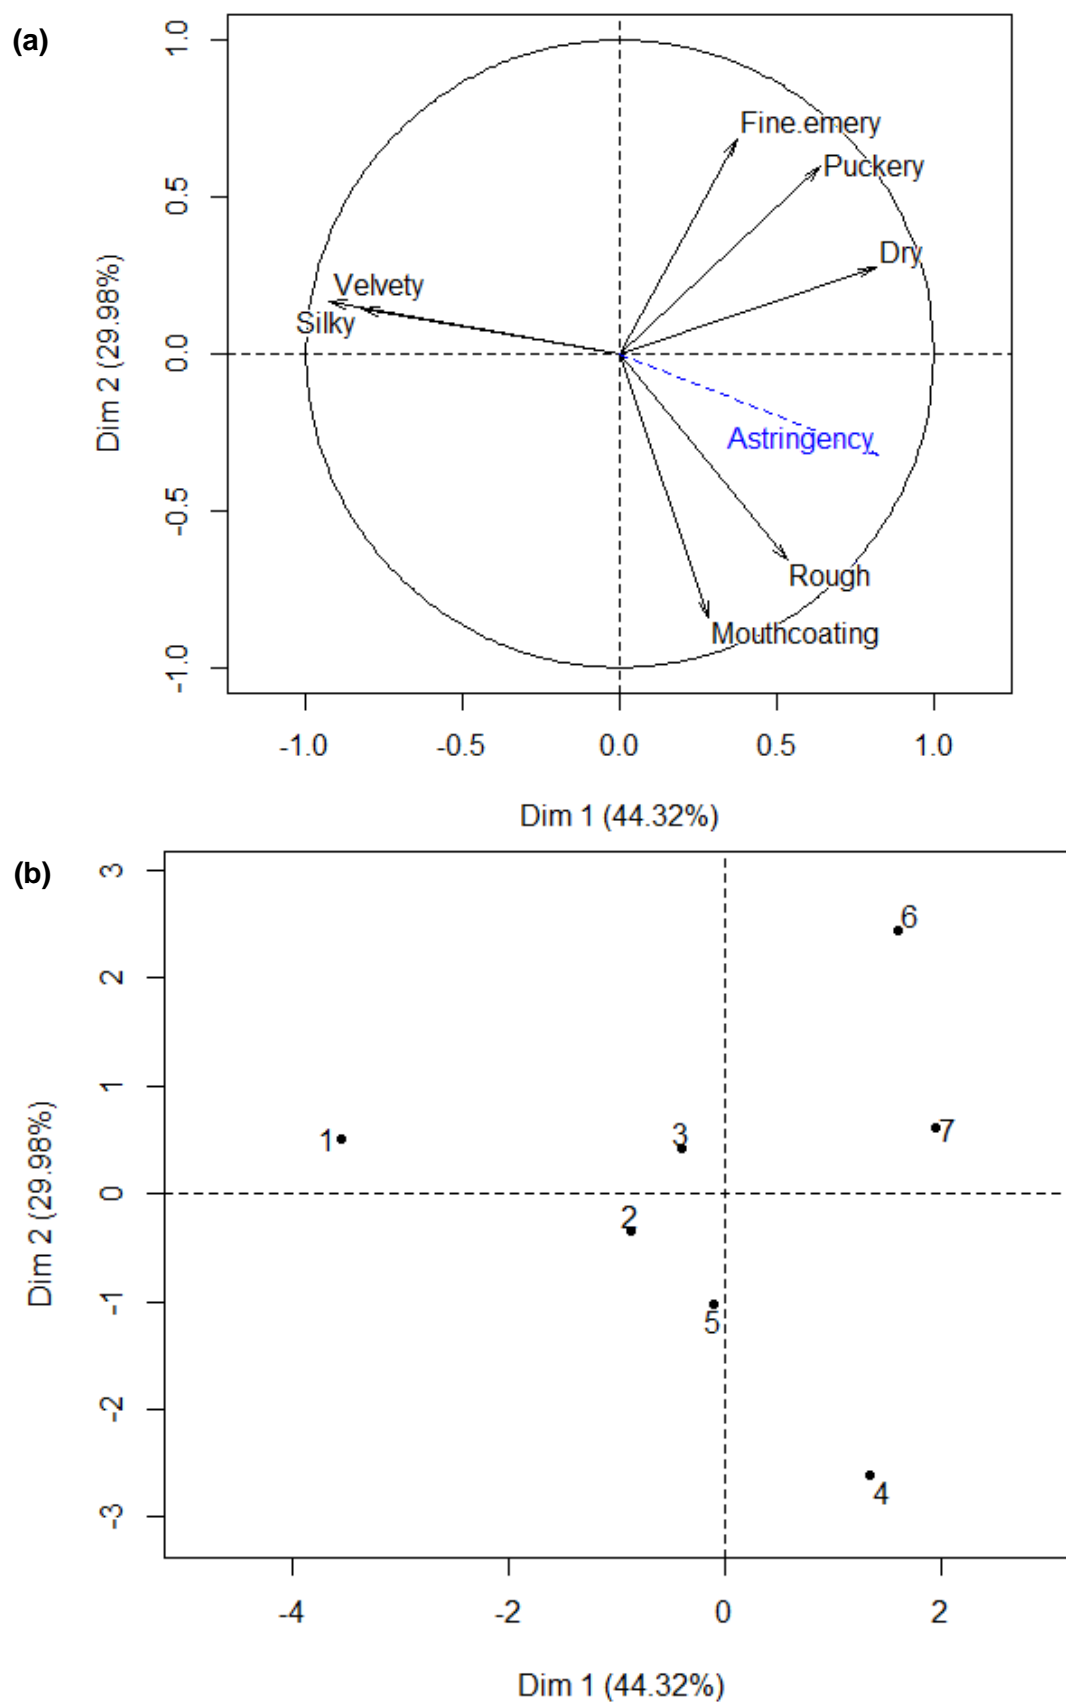 (a)
1.0
0.5
0.0
-0.5
-1.0
Dim 2 (29.98%)
Fine.emery
Puckery
Dry
Velvety
Silky
Astringency
Rough
Mouthcoating
-1.0 -0.5 0.0 0.5 1.0
Dim 1 (44.32%)
(b)
3
2
1
0
-1
-2
-3
Dim 2 (29.98%)
6
1
3
7
2
5
4
-4 -2 0 2
Dim 1 (44.32%)